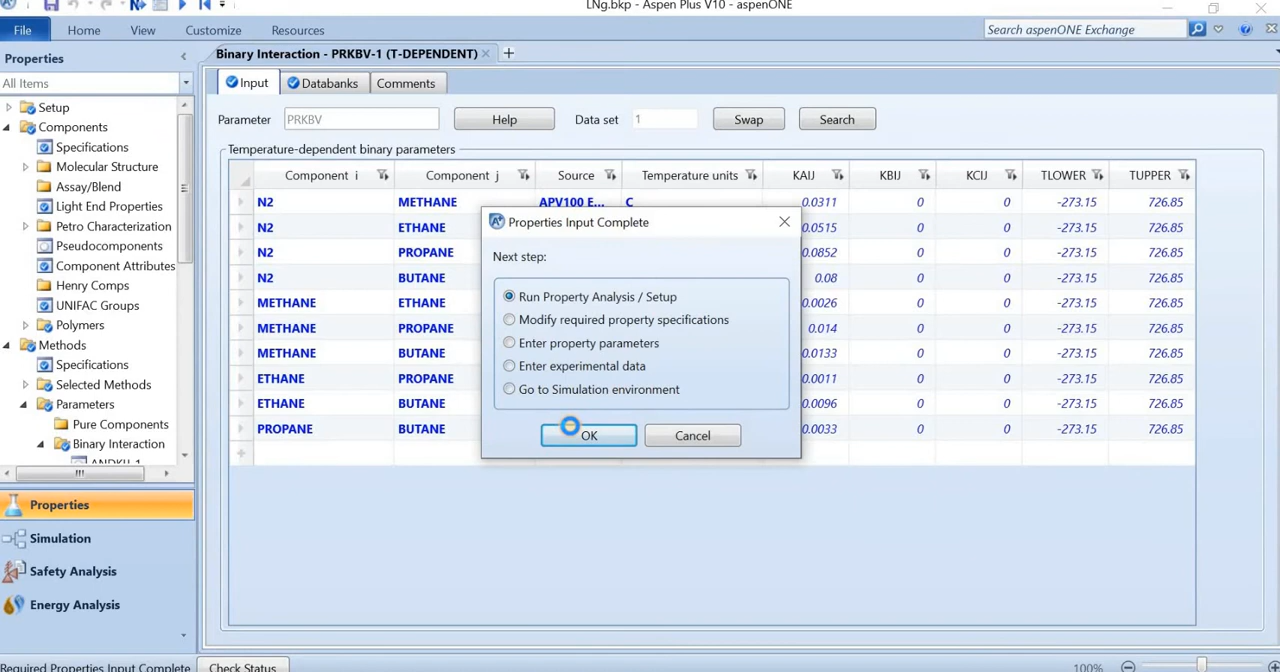 LNg.bkp - Aspen Plus V10 - aspenONE
File Home View Customize Resources Search aspenONE Exchange
Properties
All Items
Setup
Components
Specifications
Molecular Structure
Assay/Blend
Light End Properties
Petro Characterization
Pseudocomponents
Component Attributes
Henry Comps
UNIFAC Groups
Polymers
Methods
Specifications
Selected Methods
Parameters
Pure Components
Binary Interaction
ANDKIJ-1
Properties
Simulation
Safety Analysis
Energy Analysis
Binary Interaction - PRKBV-1 (T-DEPENDENT)
Input Databanks Comments
Parameter PRKBV Help Data set 1 Swap Search
Temperature-dependent binary parameters
Component i Component j Source Temperature units KAIJ KBIJ KCIJ TLOWER TUPPER
N2 METHANE APV100 E... C 0.0311 0 0 -273.15 726.85
N2 ETHANE 0.0515 0 0 -273.15 726.85
N2 PROPANE 0.0852 0 0 -273.15 726.85
N2 BUTANE 0.08 0 0 -273.15 726.85
METHANE ETHANE 0.0026 0 0 -273.15 726.85
METHANE PROPANE 0.014 0 0 -273.15 726.85
METHANE BUTANE 0.0133 0 0 -273.15 726.85
ETHANE PROPANE 0.0011 0 0 -273.15 726.85
ETHANE BUTANE 0.0096 0 0 -273.15 726.85
PROPANE BUTANE 0.0033 0 0 -273.15 726.85
Properties Input Complete
Next step:
Run Property Analysis / Setup
Modify required property specifications
Enter property parameters
Enter experimental data
Go to Simulation environment
OK Cancel
Required Properties Input Complete Check Status 100%